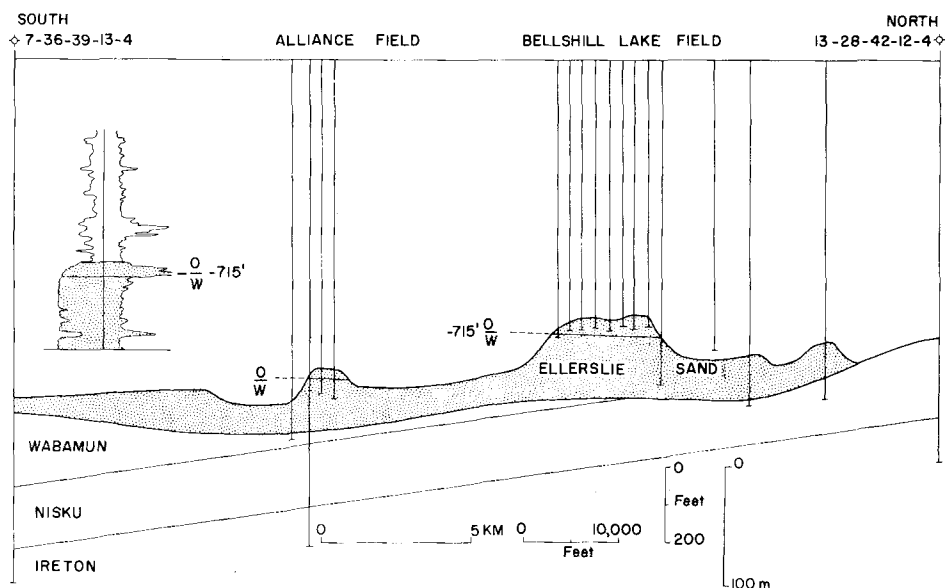 SOUTH
7-36-39-13-4
ALLIANCE FIELD
BELLSHILL LAKE FIELD
NORTH
13-28-42-12-4
O/W -715'
-715' O/W
O/W
ELLERSLIE SAND
WABAMUN
NISKU
IRETON
0 5 KM
0 10,000
Feet
0
Feet
200
0
100 m